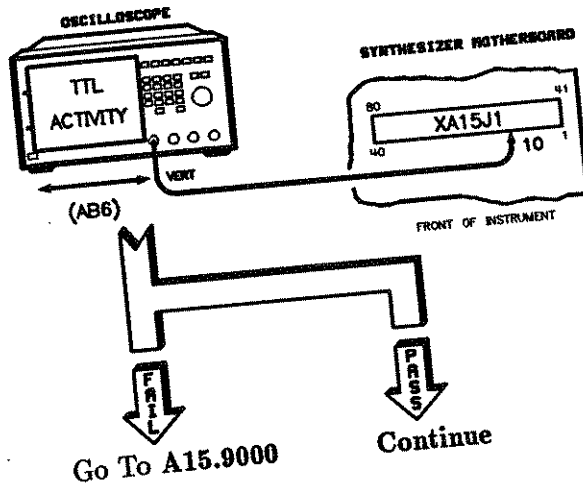 OSCILLOSCOPE
TTL
ACTIVITY
VERT
(AB6)
SYNTHESIZER MOTHERBOARD
80
41
XA15J1
40
10
1
FRONT OF INSTRUMENT
FAIL
PASS
Go To A15.9000
Continue